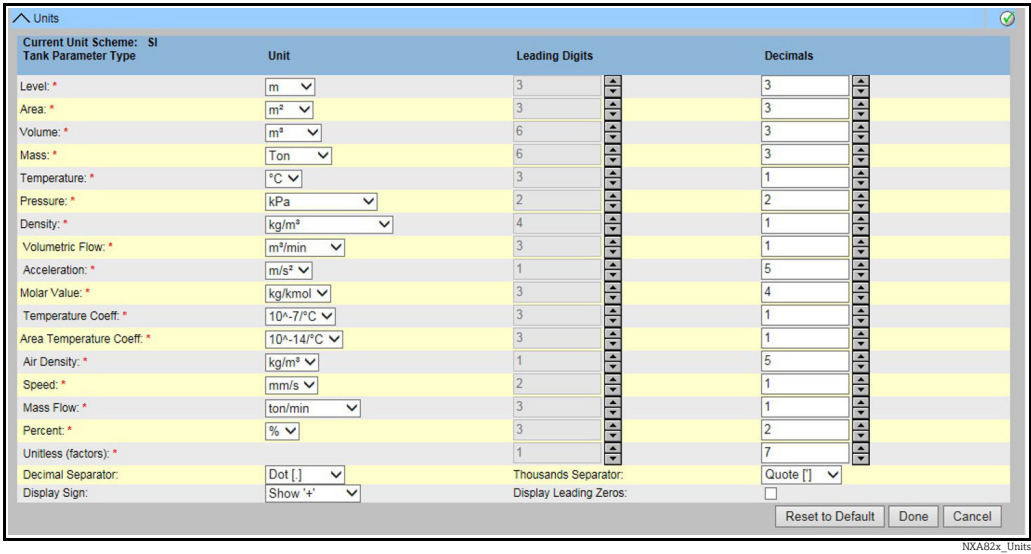 Units
Current Unit Scheme: SI
Tank Parameter Type Unit Leading Digits Decimals
Level: * m 3 3
Area: * m² 3 3
Volume: * m³ 6 3
Mass: * Ton 6 3
Temperature: * °C 3 1
Pressure: * kPa 2 2
Density: * kg/m³ 4 1
Volumetric Flow: * m³/min 3 1
Acceleration: * m/s² 1 5
Molar Value: * kg/kmol 3 4
Temperature Coeff: * 10^-7/°C 3 1
Area Temperature Coeff: * 10^-14/°C 3 1
Air Density: * kg/m³ 1 5
Speed: * mm/s 2 1
Mass Flow: * ton/min 3 1
Percent: * % 3 2
Unitless (factors): * 1 7
Decimal Separator: Dot [.] Thousands Separator: Quote [']
Display Sign: Show '+' Display Leading Zeros:
Reset to Default Done Cancel
NXA82x_Units